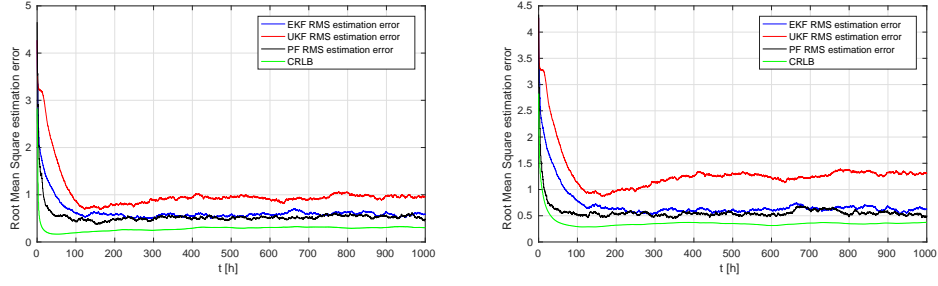 5
4
3
2
1
0
0 100 200 300 400 500 600 700 800 900 1000
t [h]
Root Mean Square estimation error
EKF RMS estimation error
UKF RMS estimation error
PF RMS estimation error
CRLB
4.5
4
3.5
3
2.5
2
1.5
1
0.5
0
0 100 200 300 400 500 600 700 800 900 1000
t [h]
Root Mean Square estimation error
EKF RMS estimation error
UKF RMS estimation error
PF RMS estimation error
CRLB